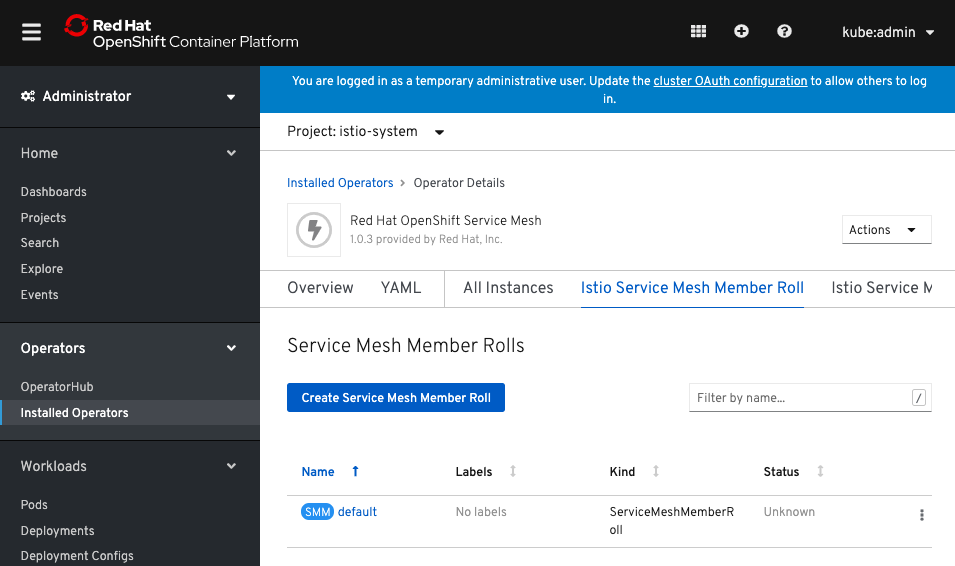 Red Hat
OpenShift Container Platform
kube:admin
Administrator
Home
Dashboards
Projects
Search
Explore
Events
Operators
OperatorHub
Installed Operators
Workloads
Pods
Deployments
Deployment Configs
You are logged in as a temporary administrative user. Update the cluster OAuth configuration to allow others to log
in.
Project: istio-system
Installed Operators > Operator Details
Red Hat OpenShift Service Mesh
1.0.3 provided by Red Hat, Inc.
Actions
Overview YAML All Instances Istio Service Mesh Member Roll Istio Service M
Service Mesh Member Rolls
Create Service Mesh Member Roll
Filter by name...
/
Name Labels Kind Status
SMM default No labels ServiceMeshMemberR Unknown
oll